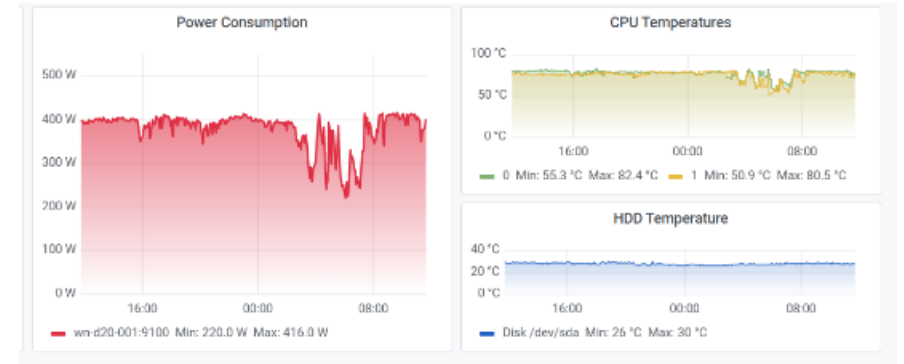 Power Consumption
500 W
400 W
300 W
200 W
100 W
0 W
16:00 00:00 08:00
wn-d20-001:9100 Min: 220.0 W Max: 416.0 W
CPU Temperatures
100 °C
50 °C
0 °C
16:00 00:00 08:00
0 Min: 55.3 °C Max: 82.4 °C 1 Min: 50.9 °C Max: 80.5 °C
HDD Temperature
40 °C
20 °C
0 °C
16:00 00:00 08:00
Disk /dev/sda Min: 26 °C Max: 30 °C